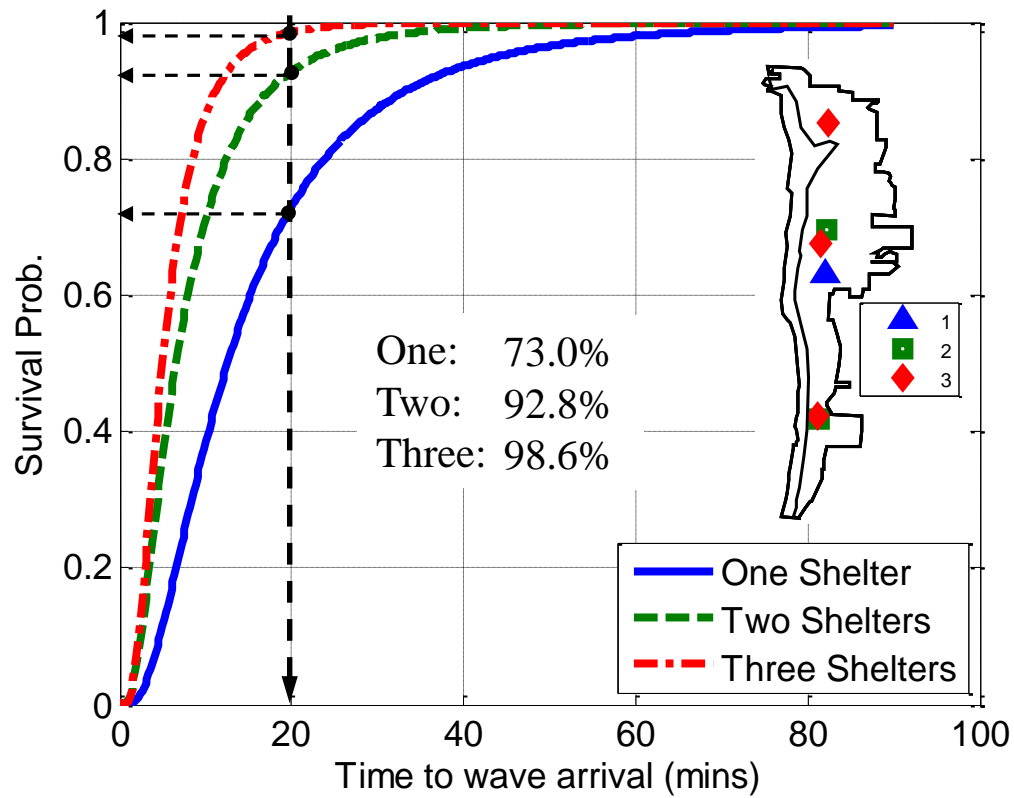 1
0.8
0.6
0.4
0.2
0
0
20
40
60
80
100
Survival Prob.
Time to wave arrival (mins)
One: 73.0%
Two: 92.8%
Three: 98.6%
1
2
3
One Shelter
Two Shelters
Three Shelters